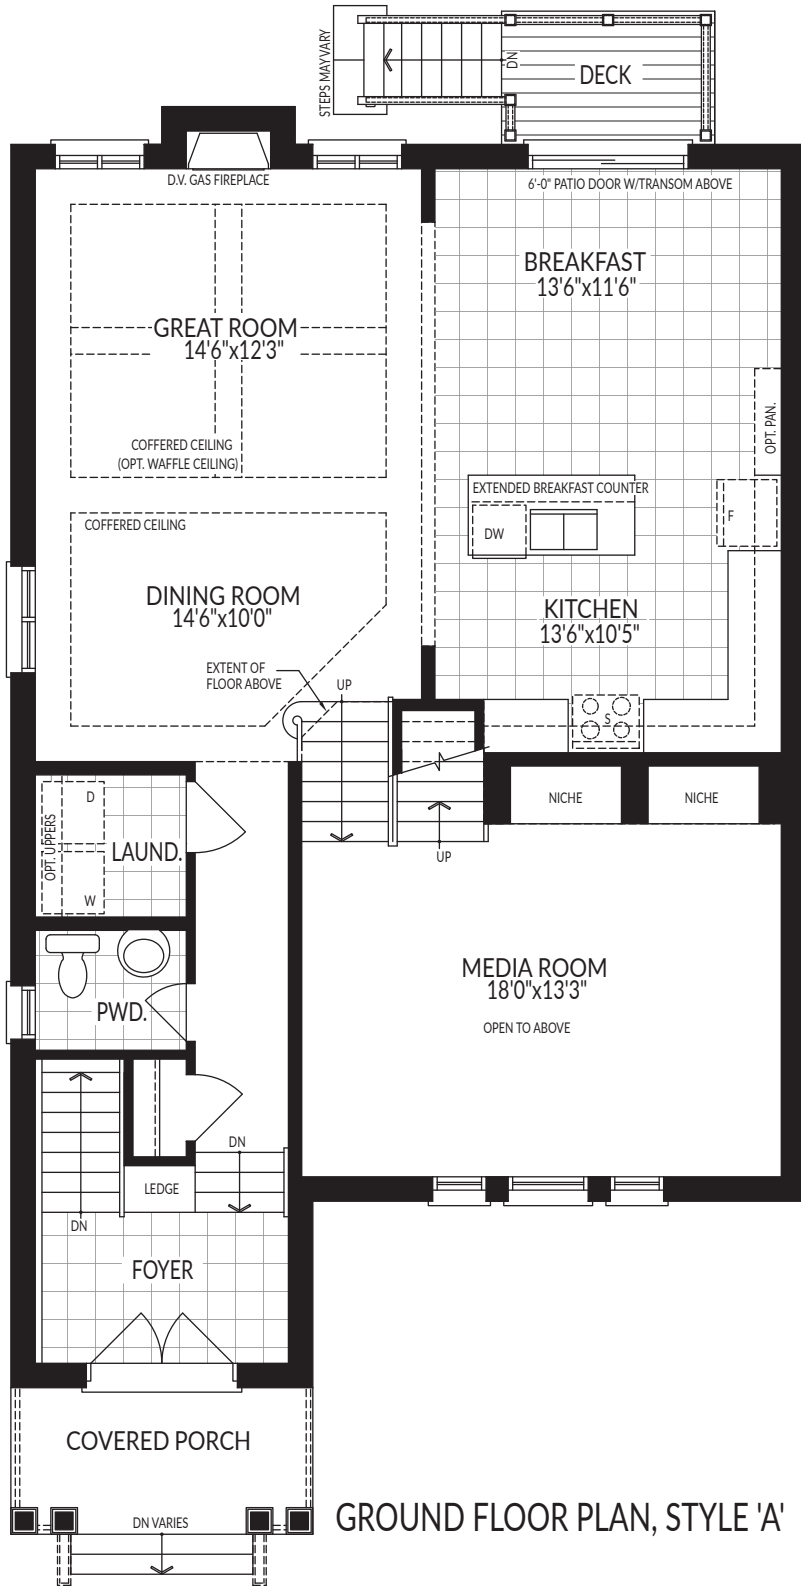 STEPS MAY VARY
DN
DECK
D.V. GAS FIREPLACE
6'-0" PATIO DOOR W/TRANSOM ABOVE
BREAKFAST
13'6"x11'6"
GREAT ROOM
14'6"x12'3"
COFFERED CEILING
(OPT. WAFFLE CEILING)
OPT. PAN.
EXTENDED BREAKFAST COUNTER
F
DW
COFFERED CEILING
DINING ROOM
14'6"x10'0"
KITCHEN
13'6"x10'5"
EXTENT OF
FLOOR ABOVE
UP
S
D
OPT. UPPERS
LAUND.
W
NICHE
NICHE
UP
MEDIA ROOM
18'0"x13'3"
OPEN TO ABOVE
PWD.
DN
LEDGE
DN
FOYER
COVERED PORCH
DN VARIES
GROUND FLOOR PLAN, STYLE 'A'